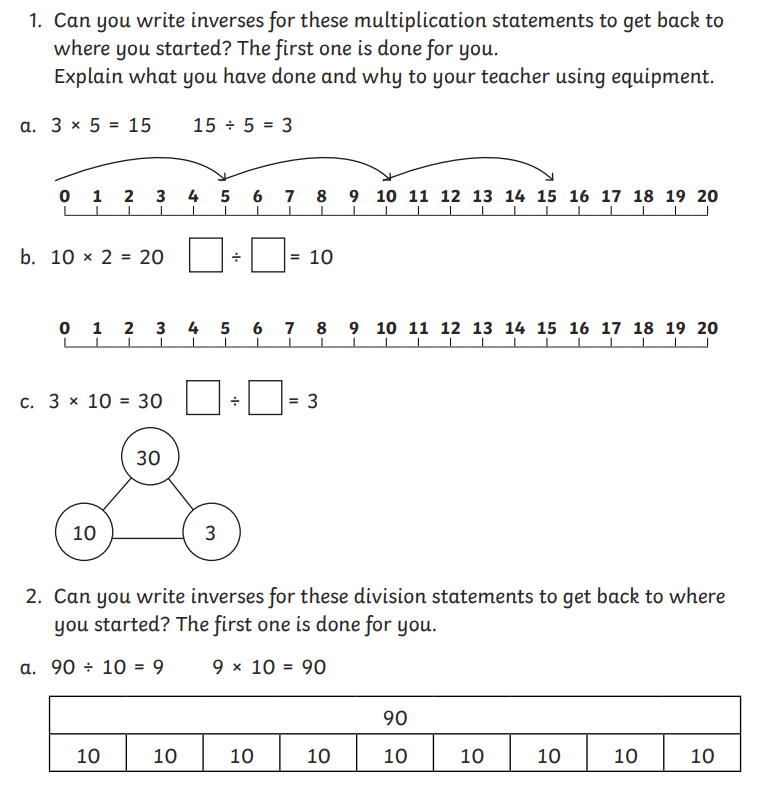 1. Can you write inverses for these multiplication statements to get back to
where you started? The first one is done for you.
Explain what you have done and why to your teacher using equipment.
a. 3 × 5 = 15 15 ÷ 5 = 3
0 1 2 3 4 5 6 7 8 9 10 11 12 13 14 15 16 17 18 19 20
b. 10 × 2 = 20 ÷ = 10
0 1 2 3 4 5 6 7 8 9 10 11 12 13 14 15 16 17 18 19 20
c. 3 × 10 = 30 ÷ = 3
30
10 3
2. Can you write inverses for these division statements to get back to where
you started? The first one is done for you.
a. 90 ÷ 10 = 9 9 × 10 = 90
90
10 10 10 10 10 10 10 10 10